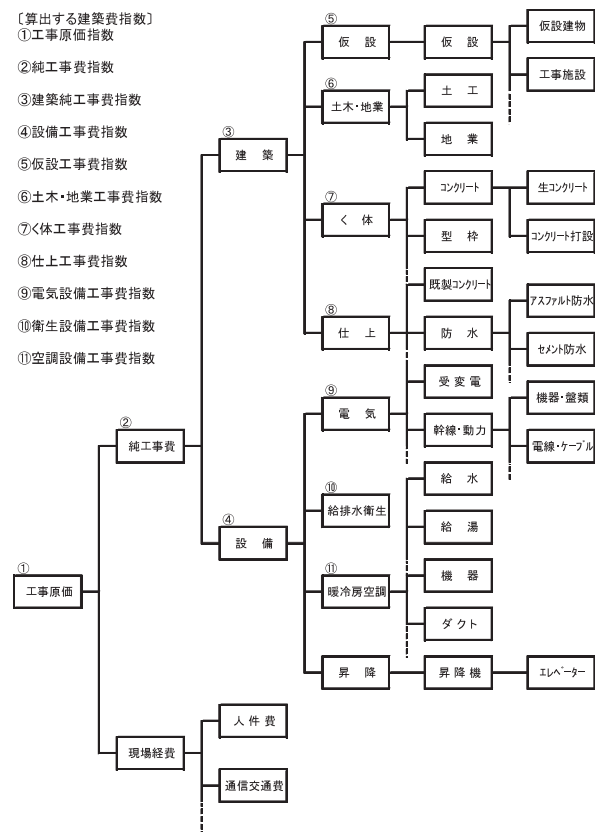 〔算出する建築費指数〕
①工事原価指数
②純工事費指数
③建築純工事費指数
④設備工事費指数
⑤仮設工事費指数
⑥土木・地業工事費指数
⑦く体工事費指数
⑧仕上工事費指数
⑨電気設備工事費指数
⑩衛生設備工事費指数
⑪空調設備工事費指数
①
工事原価
②
純工事費
現場経費
③
建 築
④
設 備
人件費
通信交通費
⑤
仮 設
⑥
土木・地業
⑦
く 体
⑧
仕 上
⑨
電 気
⑩
給排水衛生
⑪
暖冷房空調
昇 降
仮 設
土 工
地 業
コンクリート
型 枠
既製コンクリート
防 水
受変電
幹線・動力
給 水
給 湯
機 器
ダクト
昇降機
仮設建物
工事施設
生コンクリート
コンクリート打設
アスファルト防水
セメント防水
機器・盤類
電線・ケーブル
エレベーター